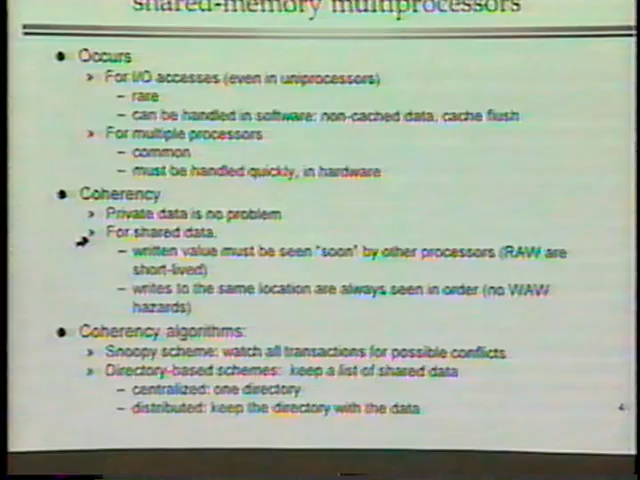 shared-memory multiprocessors
Occurs
» For I/O accesses (even in uniprocessors)
– rare
– can be handled in software: non-cached data, cache flush
» For multiple processors
– common
– must be handled quickly, in hardware
Coherency
» Private data is no problem
» For shared data,
– written value must be seen "soon" by other processors (RAW are
short-lived)
– writes to the same location are always seen in order (no WAW
hazards)
Coherency algorithms:
» Snoopy scheme: watch all transactions for possible conflicts
» Directory-based schemes: keep a list of shared data
– centralized: one directory
– distributed: keep the directory with the data